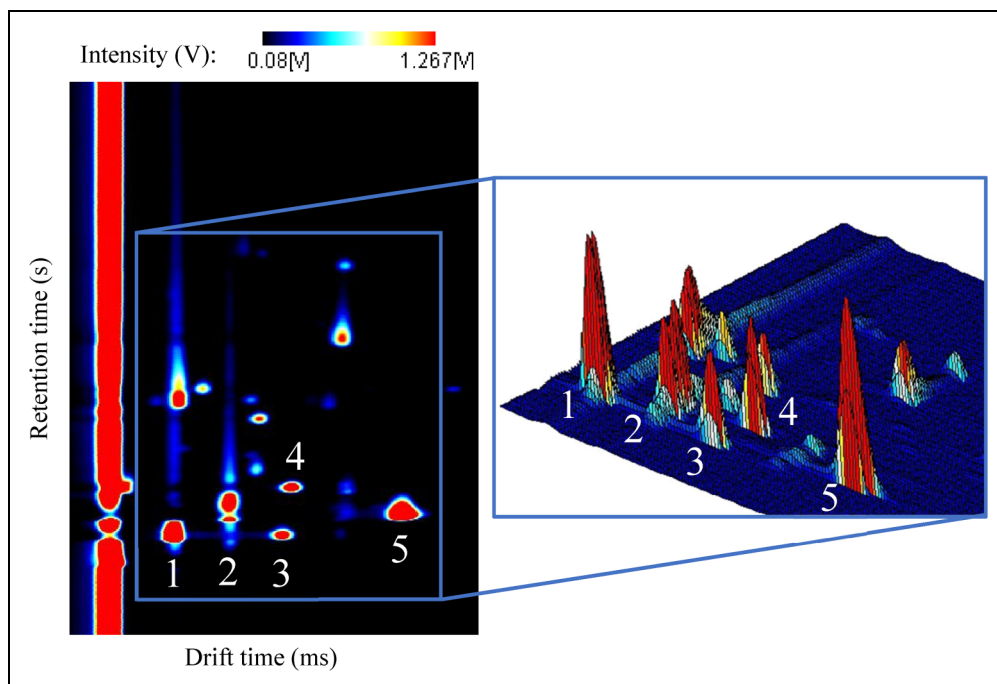 Intensity (V):
0.08[V] 1.267[V]
Retention time (s)
4
1 2 3 5
Drift time (ms)
1
2
3
4
5